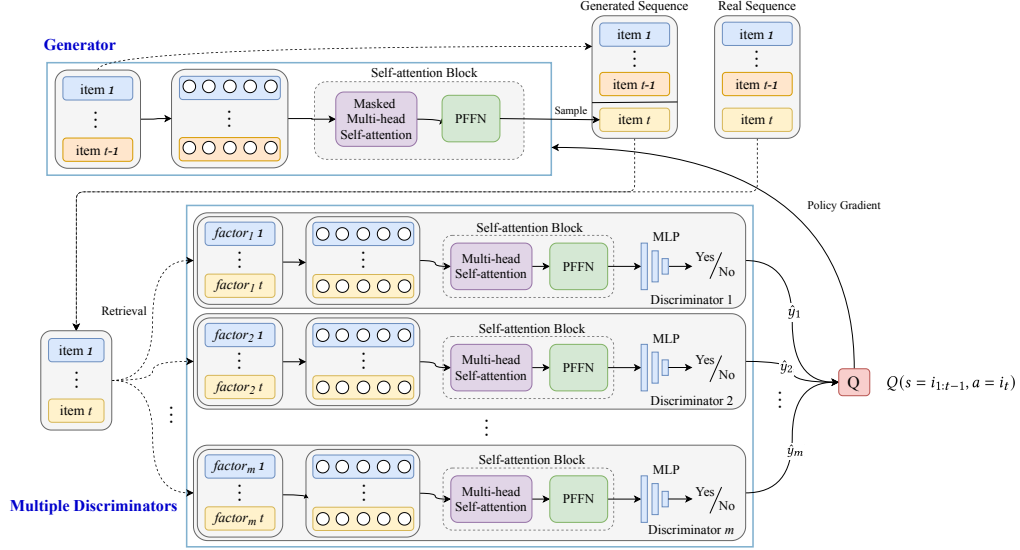 Generated Sequence
Real Sequence
Generator
item 1
⋮
item t-1
⋮
Self-attention Block
Masked
Multi-head
Self-attention
PFFN
Sample
item 1
⋮
item t-1
item t
item 1
⋮
item t-1
item t
Policy Gradient
Retrieval
item 1
⋮
item t
⋮
factor₁ 1
⋮
factor₁ t
⋮
Self-attention Block
Multi-head
Self-attention
PFFN
MLP
Yes/No
Discriminator 1
ŷ₁
factor₂ 1
⋮
factor₂ t
⋮
Self-attention Block
Multi-head
Self-attention
PFFN
MLP
Yes/No
Discriminator 2
ŷ₂
⋮
...
factorₘ 1
⋮
factorₘ t
⋮
Self-attention Block
Multi-head
Self-attention
PFFN
MLP
Yes/No
Discriminator m
ŷₘ
Q
Q(s = i₁:ₜ₋₁, a = iₜ)
Multiple Discriminators